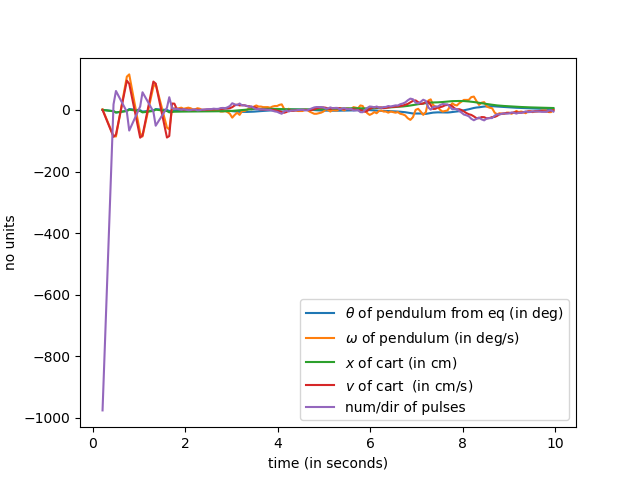 0
−200
−400
−600
−800
−1000
no units
0 2 4 6 8 10
time (in seconds)
θ of pendulum from eq (in deg)
ω of pendulum (in deg/s)
x of cart (in cm)
v of cart (in cm/s)
num/dir of pulses